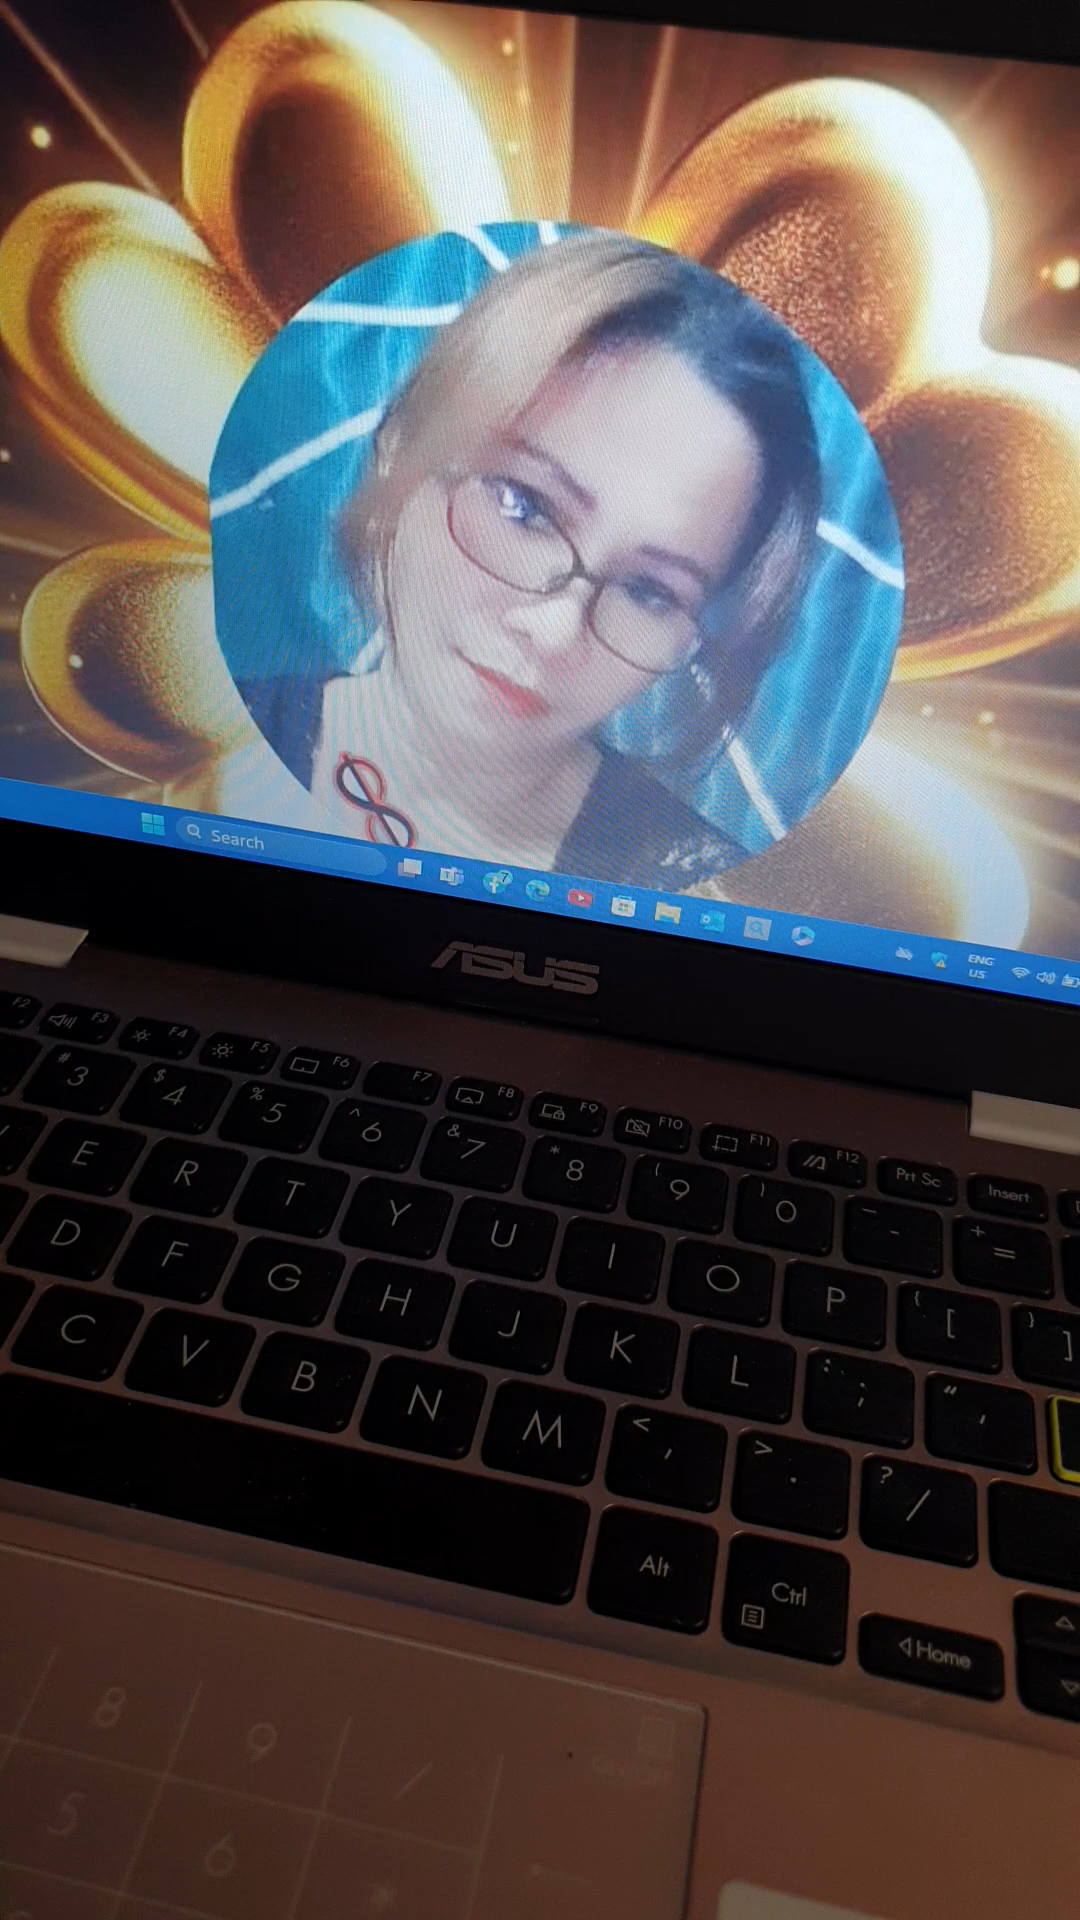 Search
7
ENG
US
ASUS
F2 F3 F4 F5 F6 F7 F8 F9 F10 F11 F12 Prt Sc Insert
# 3 $ 4 % 5 ^ 6 & 7 * 8 ( 9 ) 0 _ - + =
E R T Y U I O P { [ } ]
D F G H J K L : ; " '
C V B N M < , > . ? /
Alt Ctrl Home
8 9 /
5 6 *